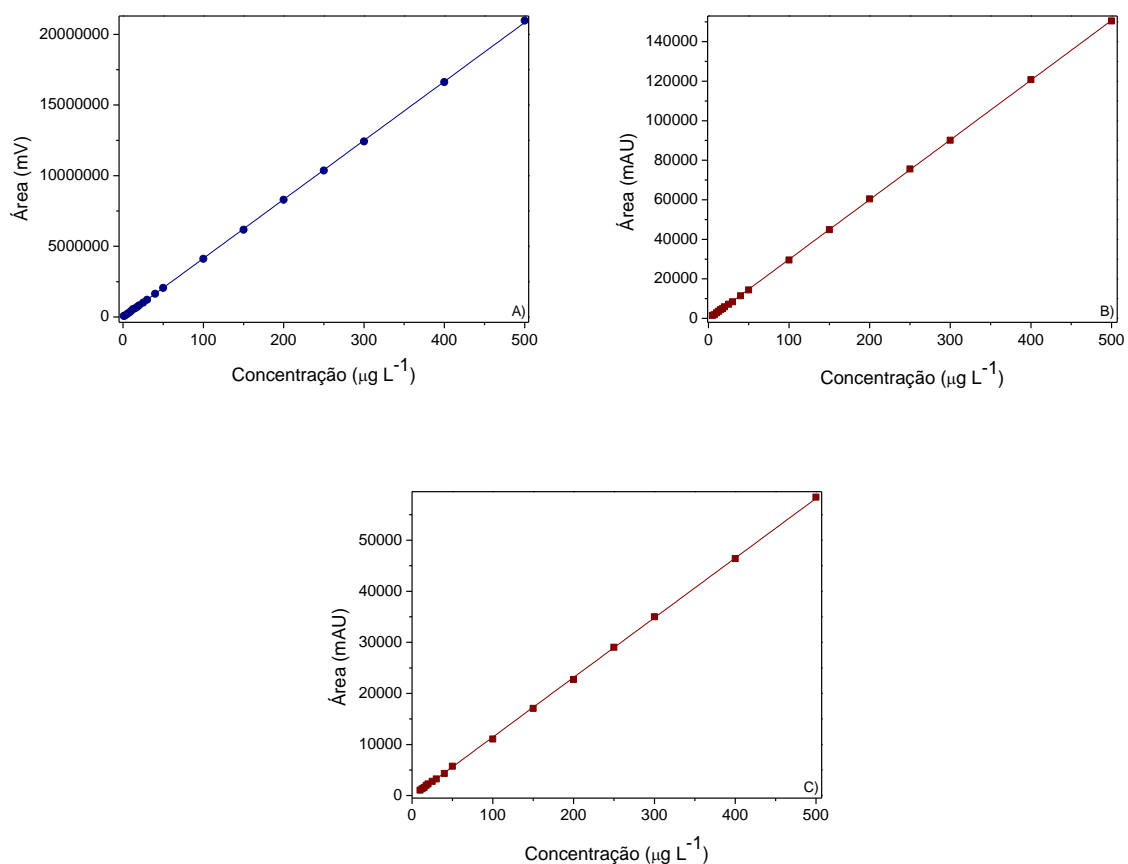 20000000
15000000
10000000
5000000
0
Área (mV)
0 100 200 300 400 500
Concentração (μg L⁻¹)
A)
140000
120000
100000
80000
60000
40000
20000
0
Área (mAU)
0 100 200 300 400 500
Concentração (μg L⁻¹)
B)
50000
40000
30000
20000
10000
0
Área (mAU)
0 100 200 300 400 500
Concentração (μg L⁻¹)
C)